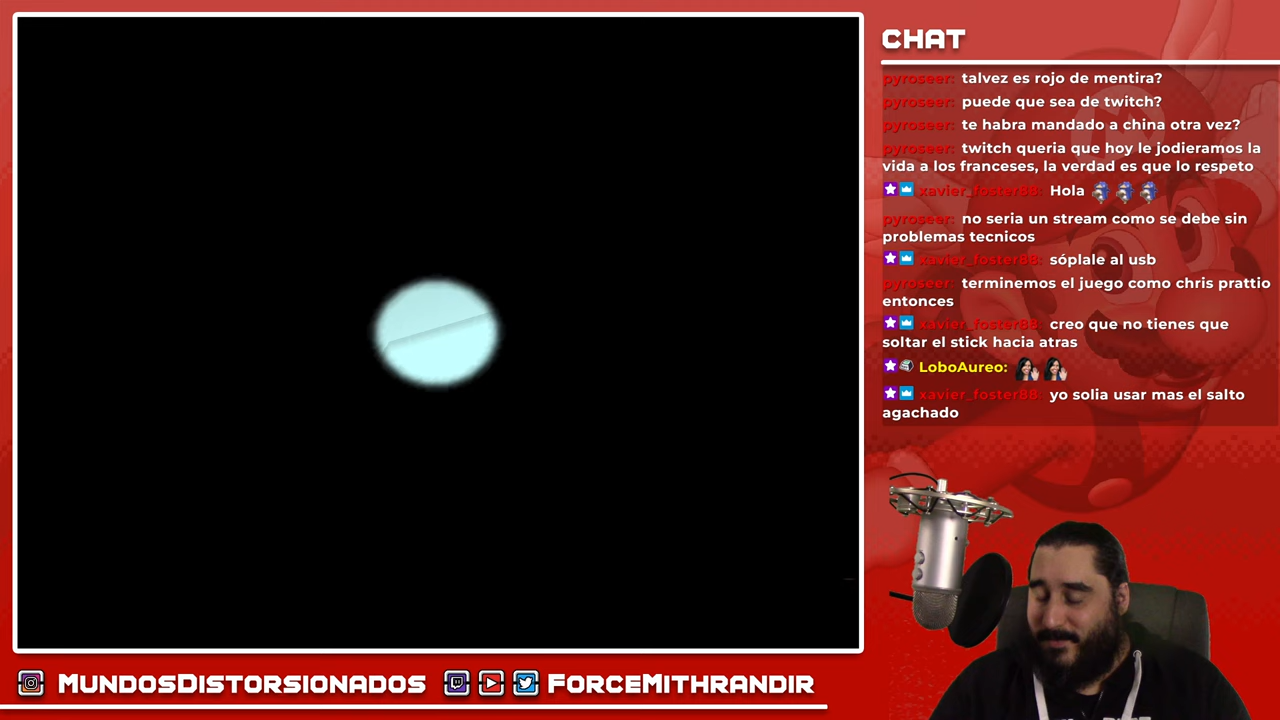 CHAT
pyroseer: talvez es rojo de mentira?
pyroseer: puede que sea de twitch?
pyroseer: te habra mandado a china otra vez?
pyroseer: twitch queria que hoy le jodieramos la
vida a los franceses, la verdad es que lo respeto
xavier_foster88: Hola
pyroseer: no seria un stream como se debe sin
problemas tecnicos
xavier_foster88: sóplale al usb
pyroseer: terminemos el juego como chris prattio
entonces
xavier_foster88: creo que no tienes que
soltar el stick hacia atras
LoboAureo:
xavier_foster88: yo solia usar mas el salto
agachado
MUNDOSDISTORSIONADOS FORCEMITHRANDIR